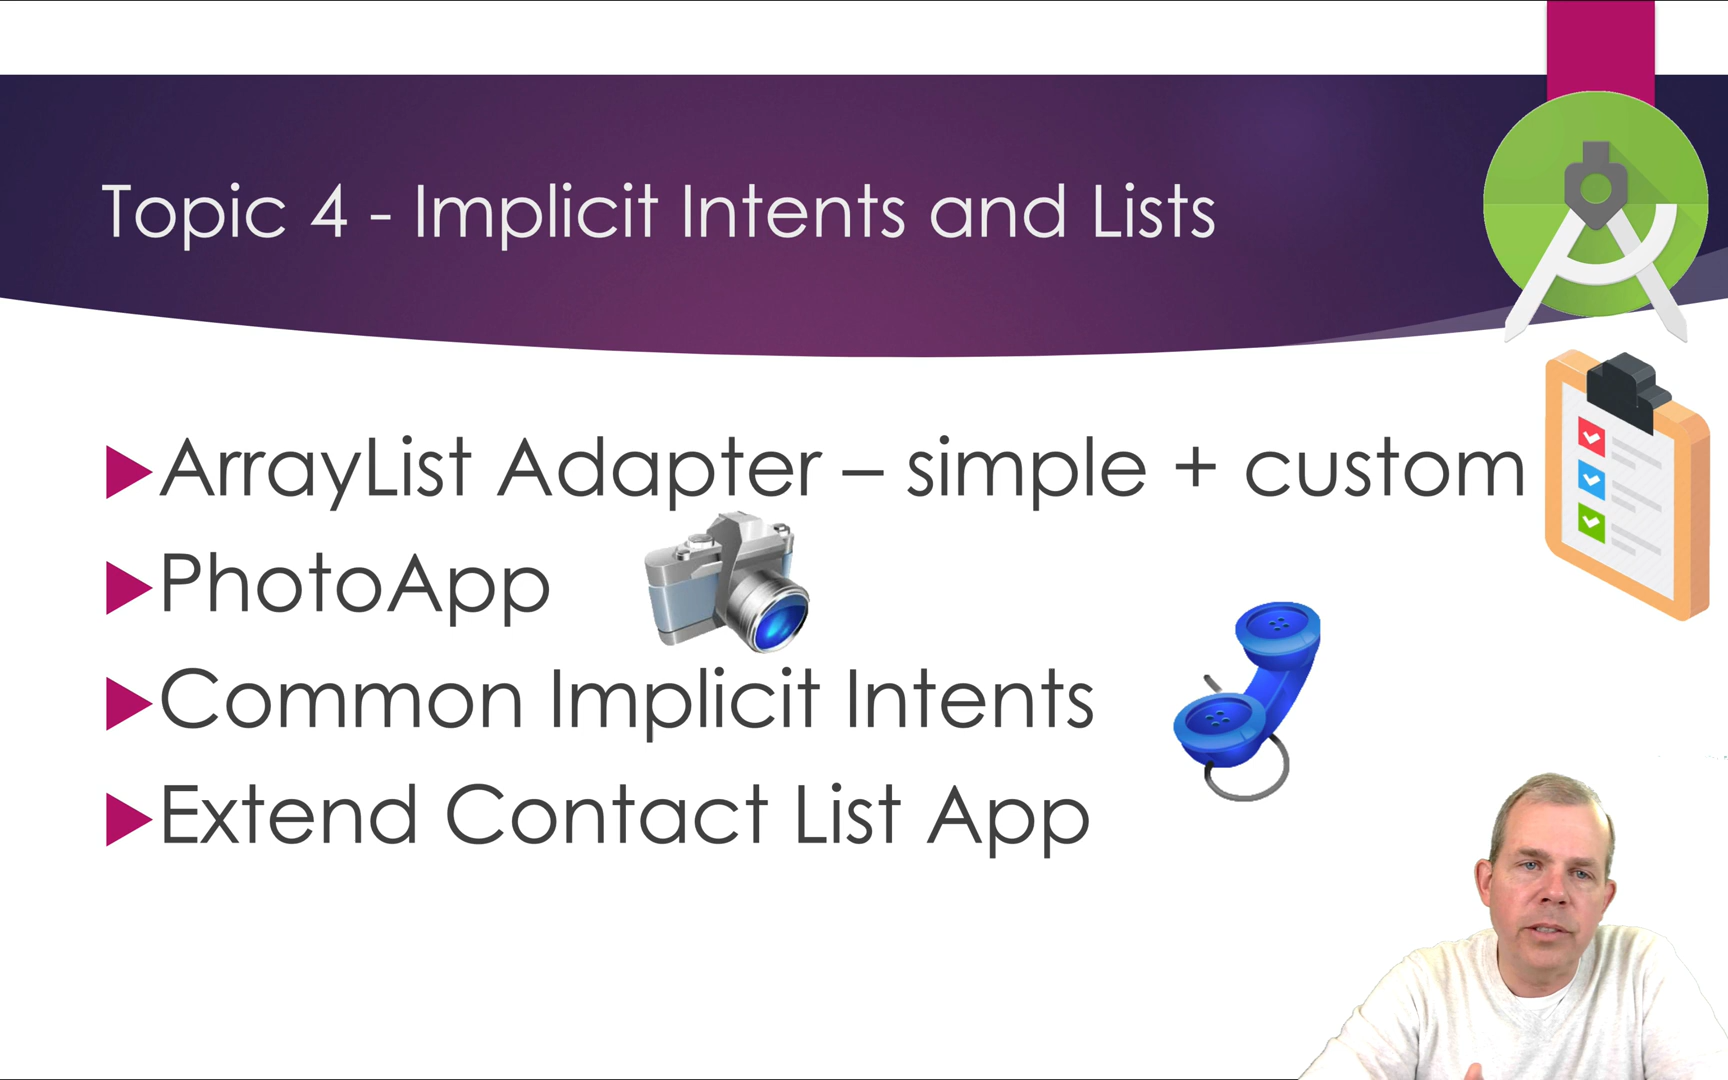 Topic 4 - Implicit Intents and Lists
ArrayList Adapter – simple + custom
PhotoApp
Common Implicit Intents
Extend Contact List App